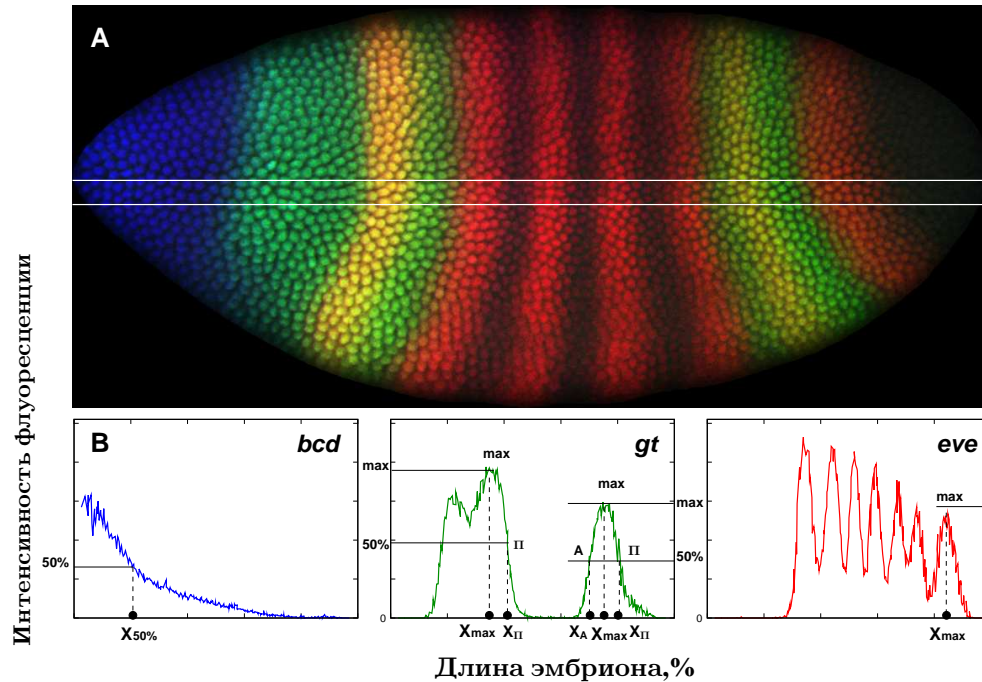 A
Интенсивность флуоресценции
B
bcd
50%
X50%
gt
max
max
50%
П
A
П
0
Xmax
XП
XA
Xmax
XП
eve
max
max
50%
0
Xmax
Длина эмбриона,%